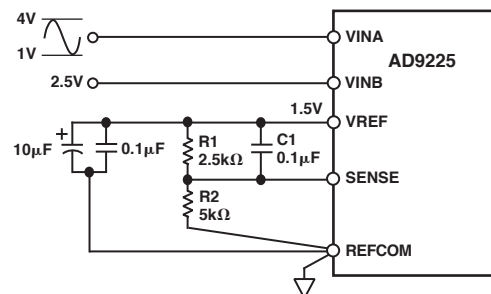 4V
1V
VINA
AD9225
2.5V
VINB
1.5V
VREF
10µF
+
0.1µF
R1
2.5kΩ
C1
0.1µF
SENSE
R2
5kΩ
REFCOM